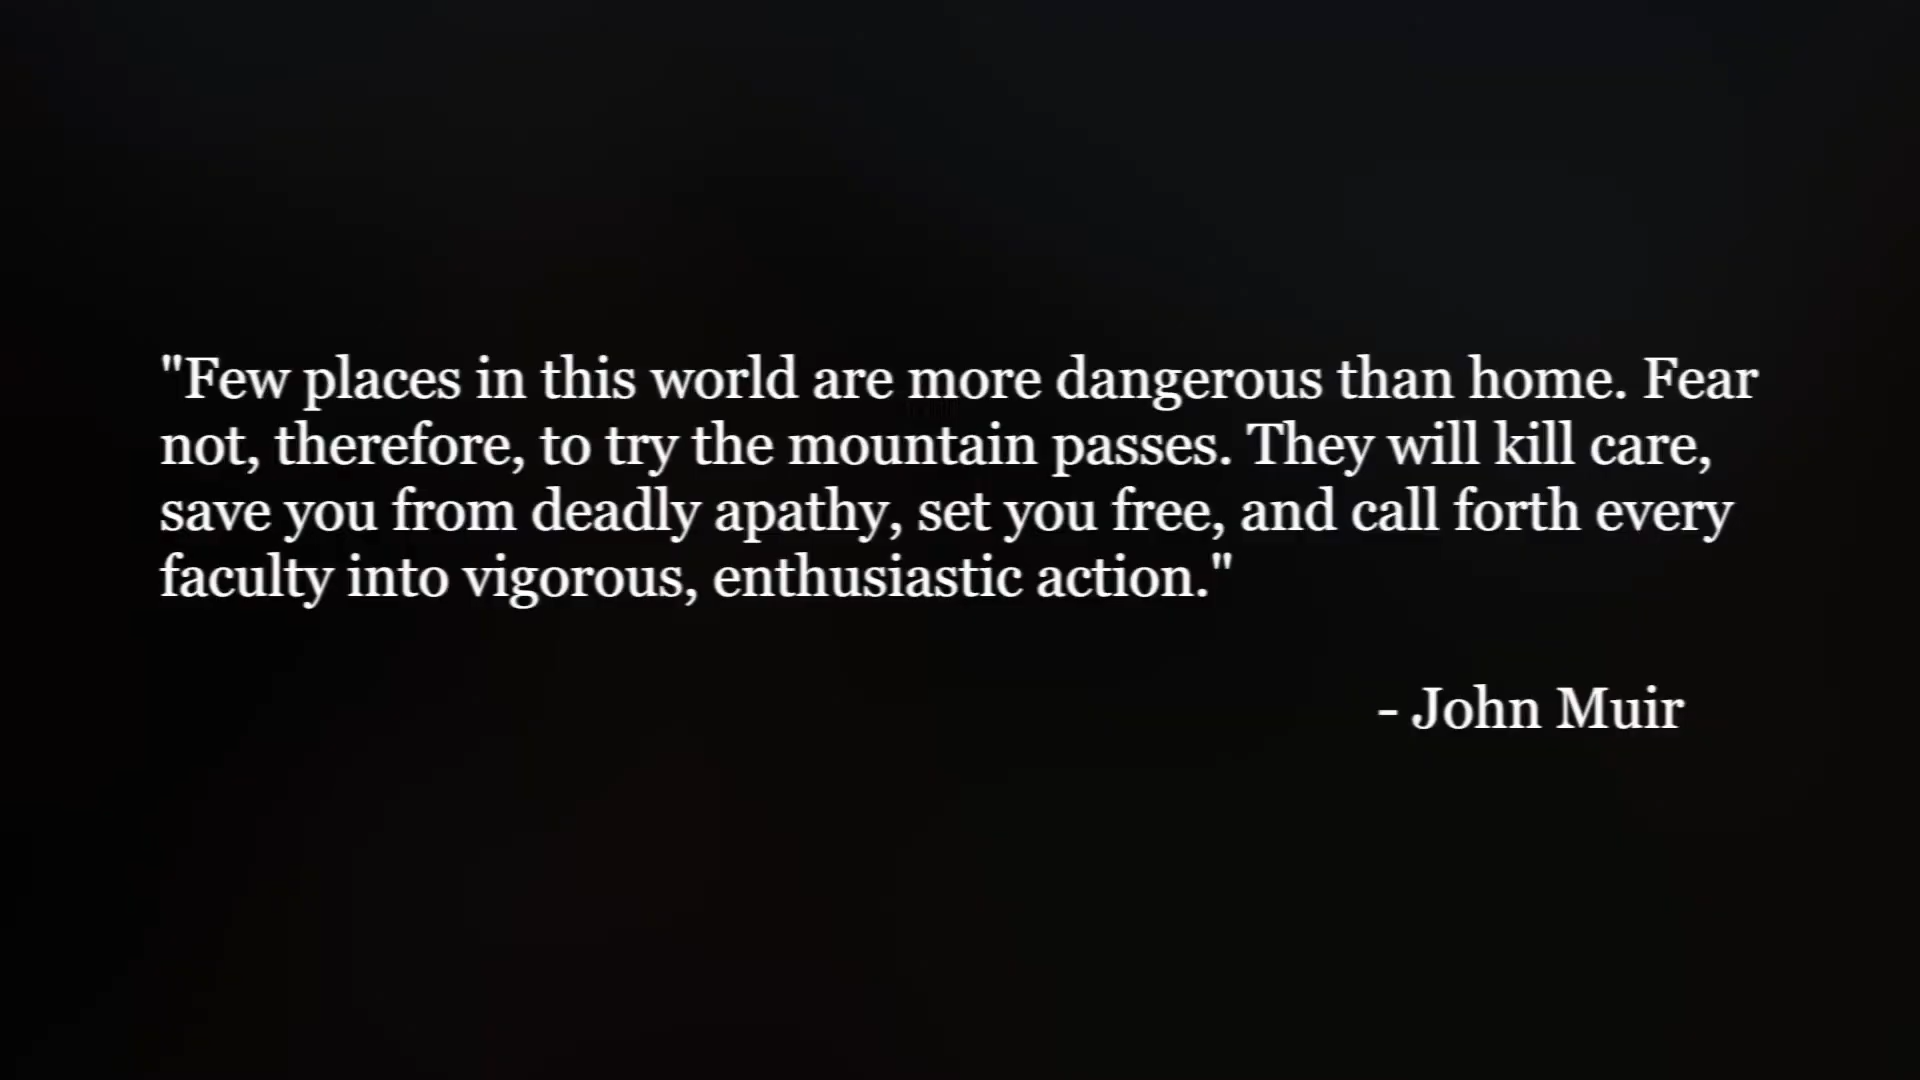 "Few places in this world are more dangerous than home. Fear
not, therefore, to try the mountain passes. They will kill care,
save you from deadly apathy, set you free, and call forth every
faculty into vigorous, enthusiastic action."
- John Muir